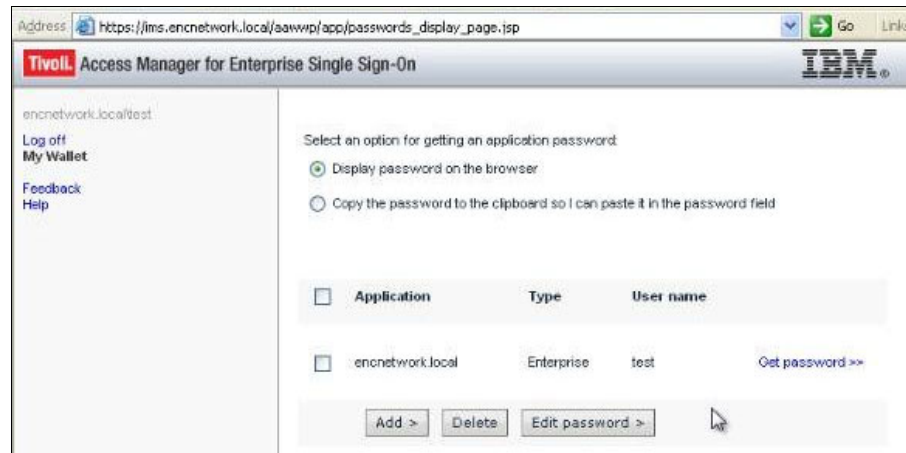 Address https://ims.encnetwork.local/aawwp/app/passwords_display_page.jsp Go Link
Tivoli. Access Manager for Enterprise Single Sign-On IBM®
encnetwork.local\test
Log off
My Wallet
Feedback
Help
Select an option for getting an application password:
Display password on the browser
Copy the password to the clipboard so I can paste it in the password field
Application Type User name
encnetwork.local Enterprise test Get password >>
Add > Delete Edit password >